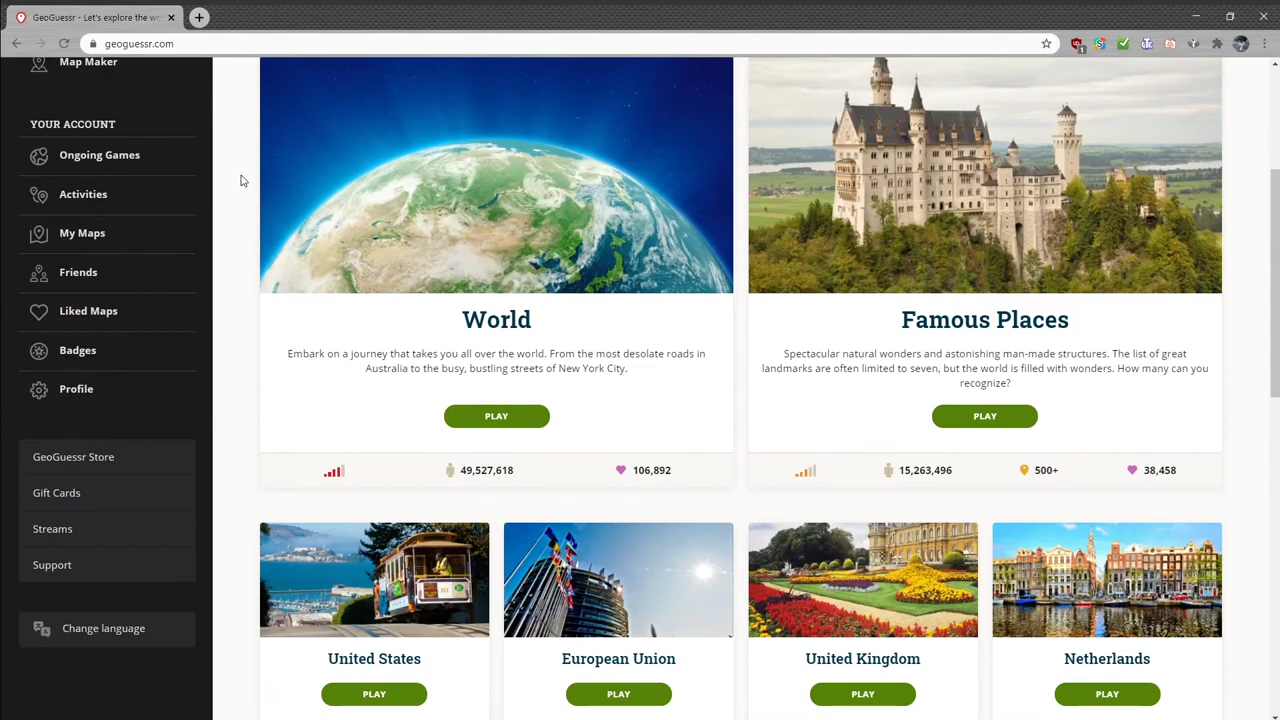 GeoGuessr - Let's explore the wo
geoguessr.com
1
Map Maker
YOUR ACCOUNT
Ongoing Games
Activities
My Maps
Friends
Liked Maps
Badges
Profile
GeoGuessr Store
Gift Cards
Streams
Support
Change language
World
Embark on a journey that takes you all over the world. From the most desolate roads in
Australia to the busy, bustling streets of New York City.
PLAY
49,527,618
106,892
Famous Places
Spectacular natural wonders and astonishing man-made structures. The list of great
landmarks are often limited to seven, but the world is filled with wonders. How many can you
recognize?
PLAY
15,263,496
500+
38,458
United States
PLAY
European Union
PLAY
United Kingdom
PLAY
Netherlands
PLAY